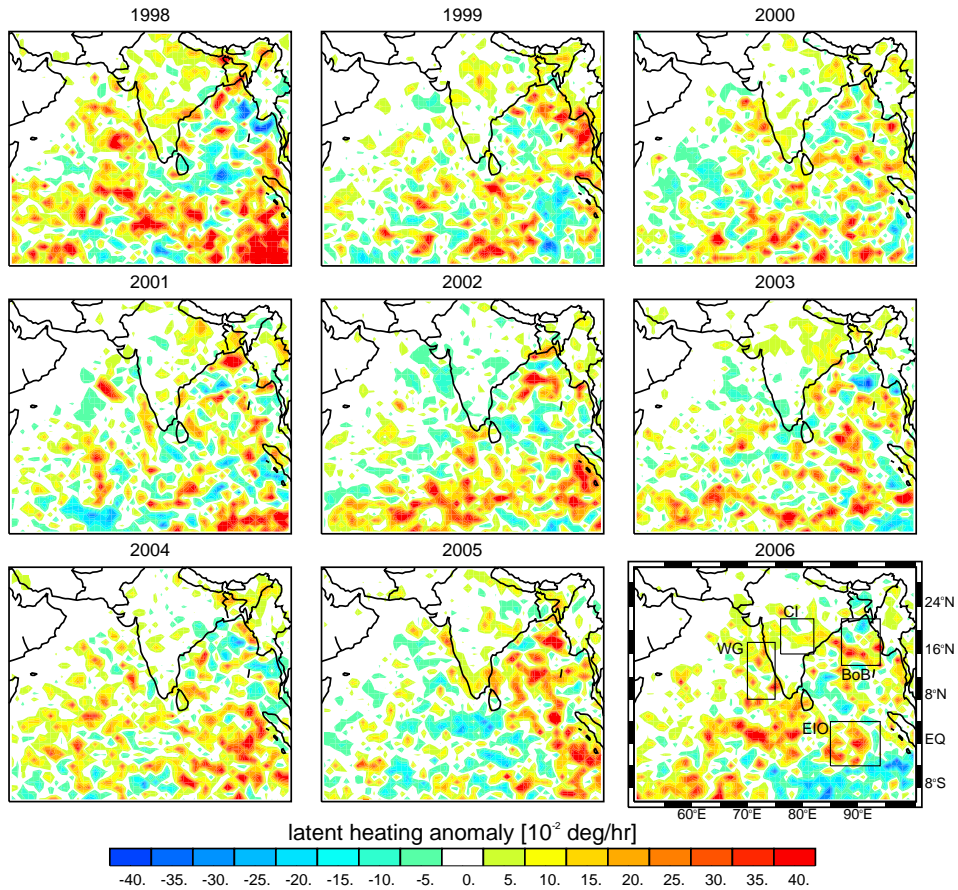 1998 1999 2000
2001 2002 2003
2004 2005 2006
CI
24°N
WG
16°N
BoB
8°N
EIO
EQ
8°S
60°E 70°E 80°E 90°E
latent heating anomaly [10⁻² deg/hr]
-40. -35. -30. -25. -20. -15. -10. -5. 0. 5. 10. 15. 20. 25. 30. 35. 40.